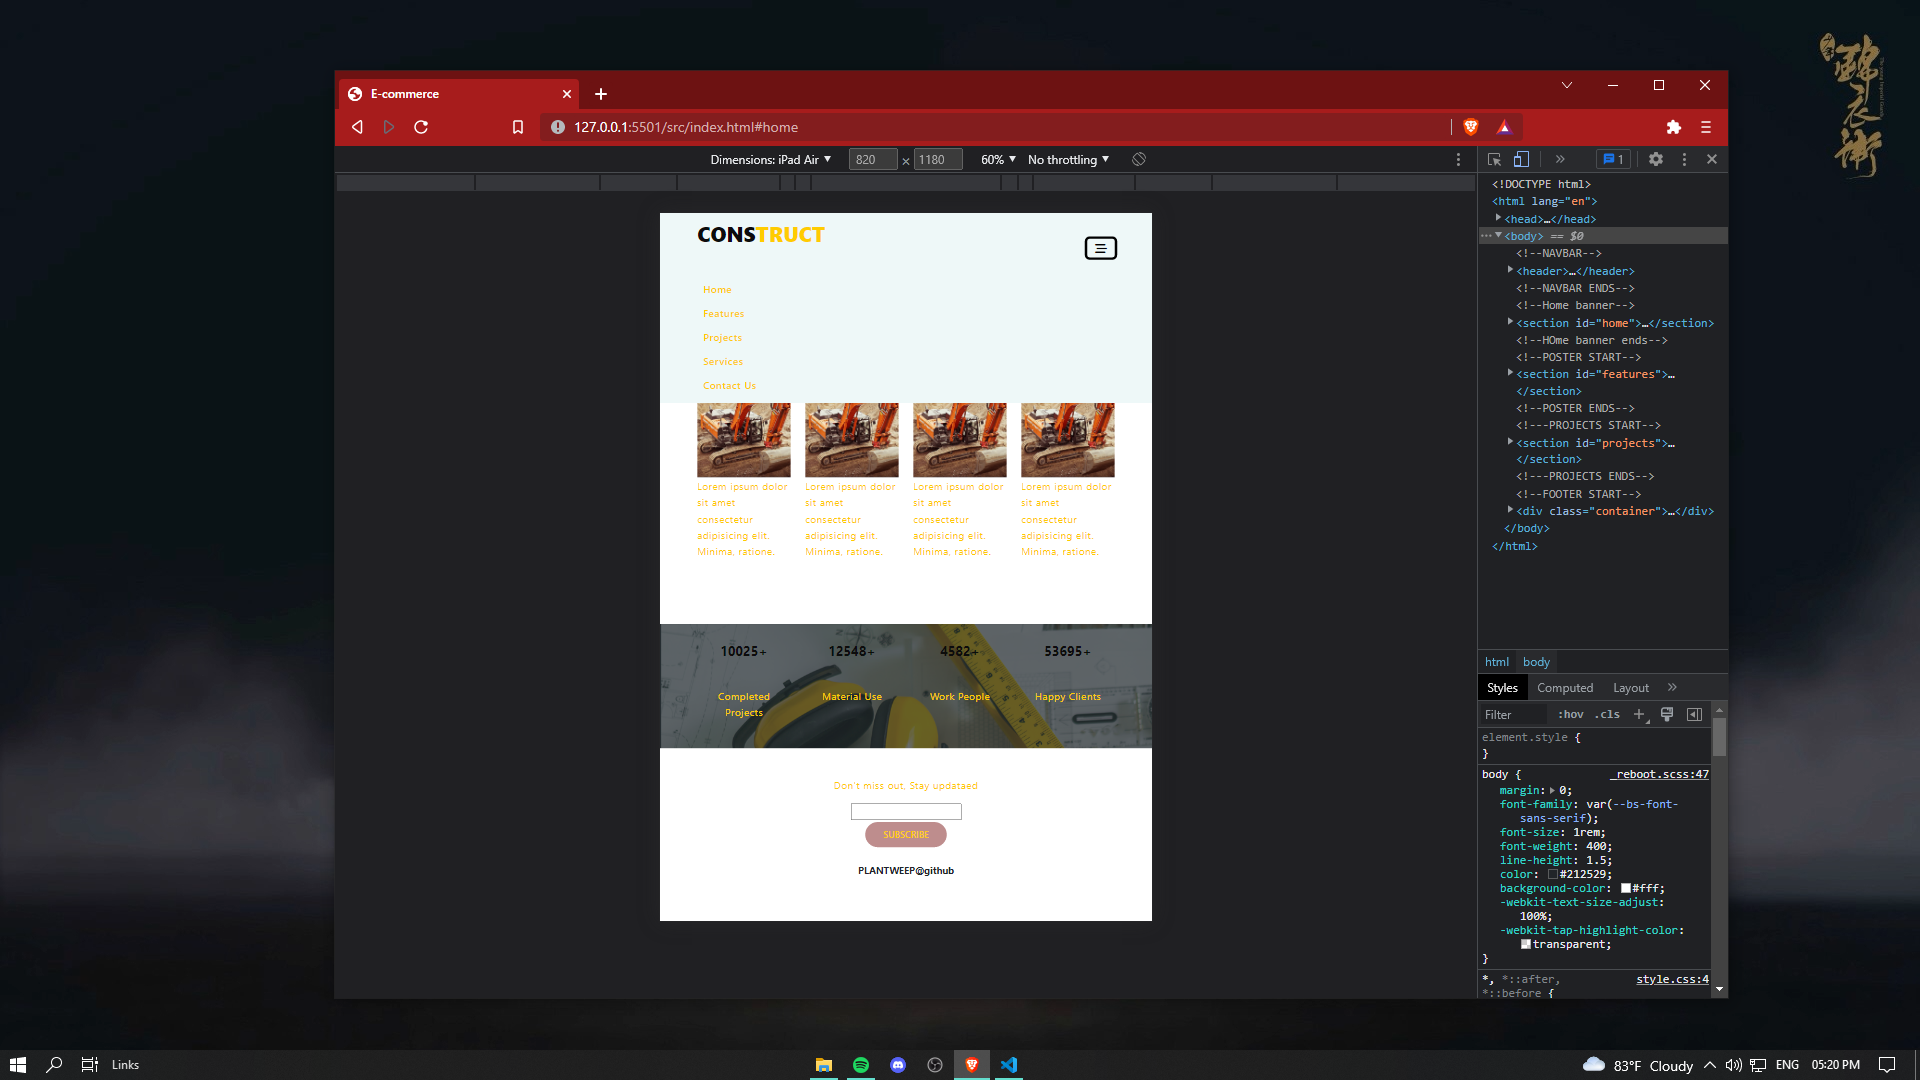 E-commerce
127.0.0.1:5501/src/index.html#home
Dimensions: iPad Air
820
1180
60%
No throttling
1
CONSTRUCT
Home
Features
Projects
Services
Contact Us
Lorem ipsum dolor
sit amet
consectetur
adipisicing elit.
Minima, ratione.
Lorem ipsum dolor
sit amet
consectetur
adipisicing elit.
Minima, ratione.
Lorem ipsum dolor
sit amet
consectetur
adipisicing elit.
Minima, ratione.
Lorem ipsum dolor
sit amet
consectetur
adipisicing elit.
Minima, ratione.
10025+
Completed
Projects
12548+
Material Use
4582+
Work People
53695+
Happy Clients
Don't miss out, Stay updataed
SUBSCRIBE
PLANTWEEP@github
<!DOCTYPE html>
<html lang="en">
<head>…</head>
<body> == $0
<!--NAVBAR-->
<header>…</header>
<!--NAVBAR ENDS-->
<!--Home banner-->
<section id="home">…</section>
<!--HOme banner ends-->
<!--POSTER START-->
<section id="features">…
</section>
<!--POSTER ENDS-->
<!---PROJECTS START-->
<section id="projects">…
</section>
<!---PROJECTS ENDS-->
<!--FOOTER START-->
<div class="container">…</div>
</body>
</html>
html body
Styles Computed Layout
Filter :hov .cls
element.style {
}
body { _reboot.scss:47
margin: 0;
font-family: var(--bs-font-
sans-serif);
font-size: 1rem;
font-weight: 400;
line-height: 1.5;
color: #212529;
background-color: #fff;
-webkit-text-size-adjust:
100%;
-webkit-tap-highlight-color:
transparent;
}
*, *::after, style.css:4
*::before {
錦
衣
衛
Links
83°F Cloudy
ENG
05:20 PM